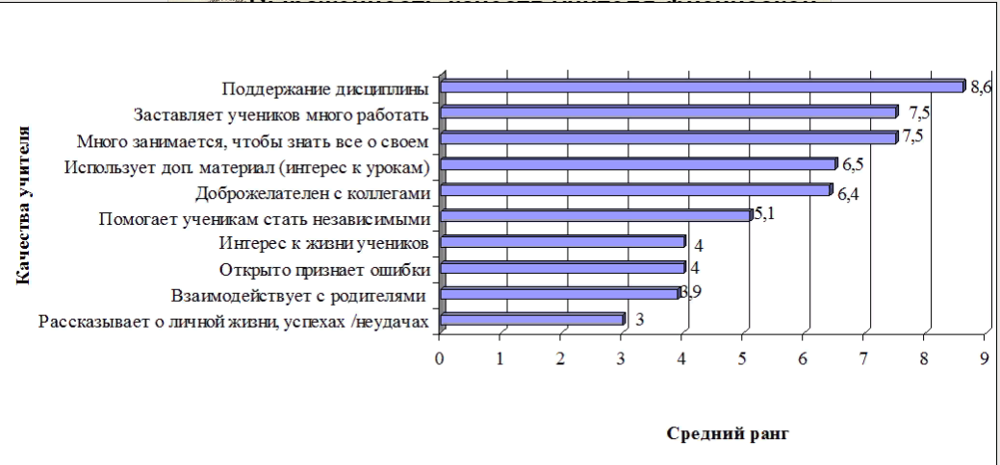 Поддержание дисциплины 8,6
Заставляет учеников много работать 7,5
Много занимается, чтобы знать все о своем 7,5
Использует доп. материал (интерес к урокам) 6,5
Доброжелателен с коллегами 6,4
Помогает ученикам стать независимыми 5,1
Интерес к жизни учеников 4
Открыто признает ошибки 4
Взаимодействует с родителями 3,9
Рассказывает о личной жизни, успехах /неудачах 3
Качества учителя
0 1 2 3 4 5 6 7 8 9
Средний ранг